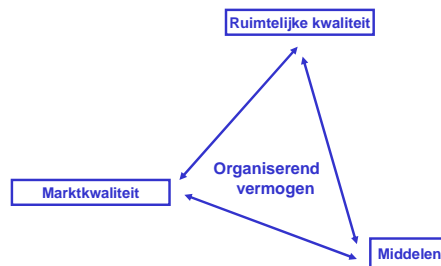 Ruimtelijke kwaliteit
Organiserend
vermogen
Marktkwaliteit
Middelen